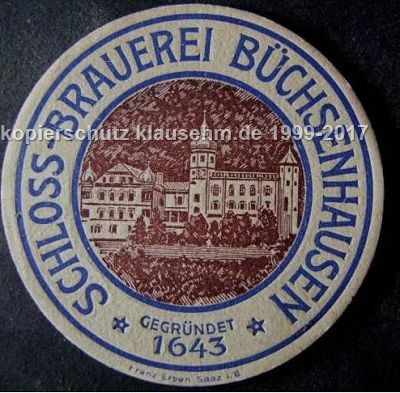 SCHLOSS-BRAUEREI BÜCHSENHAUSEN
kopierschutz klausehm.de 1999-2017
GEGRÜNDET
1643
Franz Erben Saaz i. B.